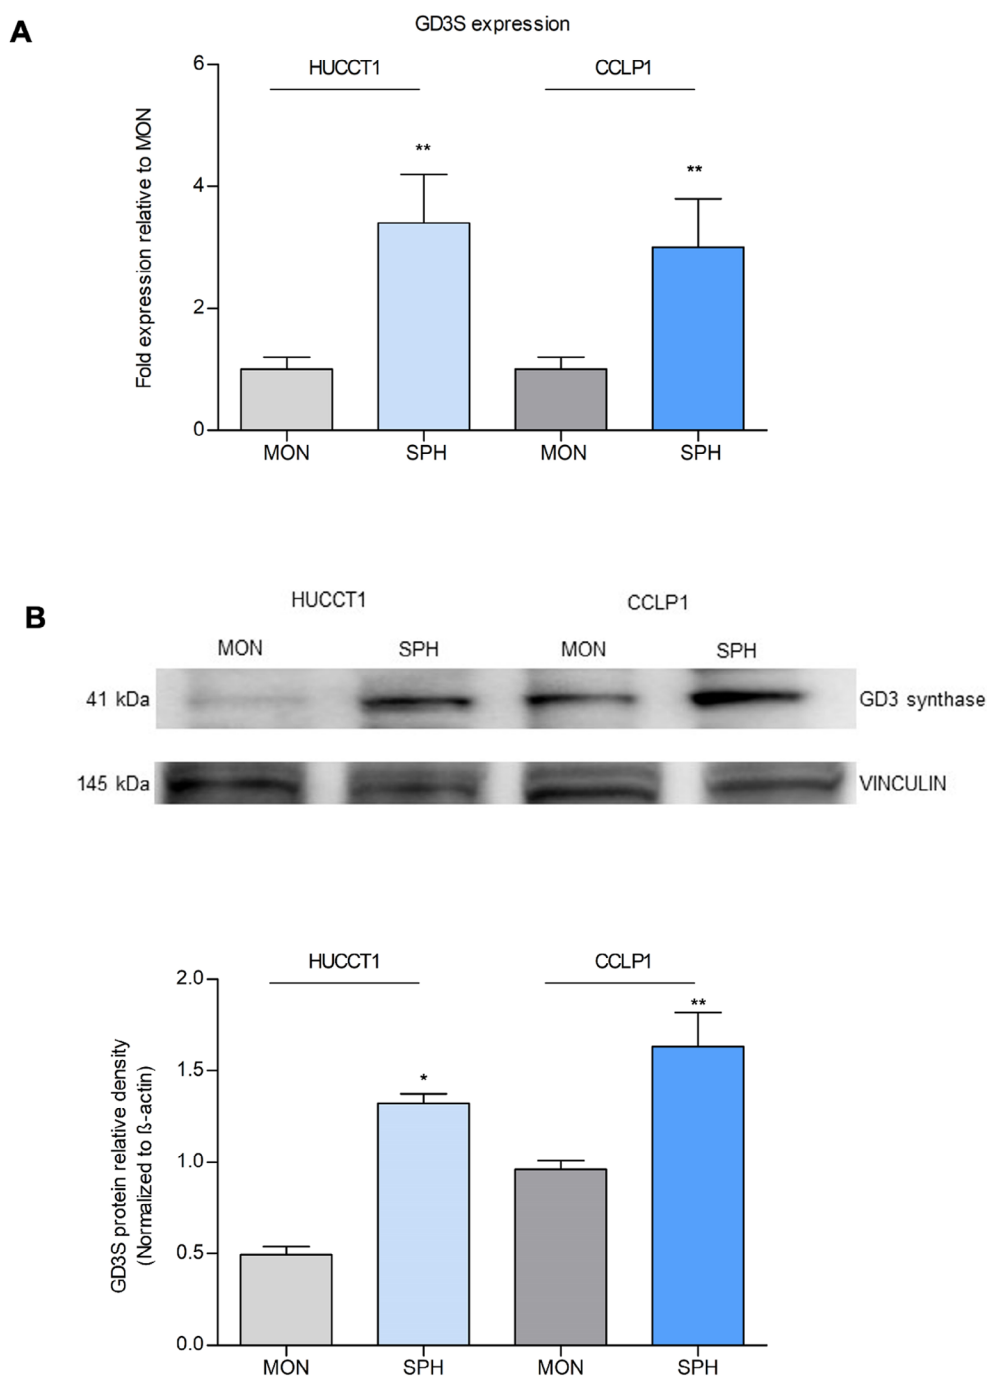 A
GD3S expression
HUCCT1 CCLP1
Fold expression relative to MON
6
4
2
0
** **
MON SPH MON SPH
B
HUCCT1 CCLP1
MON SPH MON SPH
41 kDa GD3 synthase
145 kDa VINCULIN
HUCCT1 CCLP1
GD3S protein relative density
(Normalized to ß-actin)
2.0
1.5
1.0
0.5
0.0
* **
MON SPH MON SPH